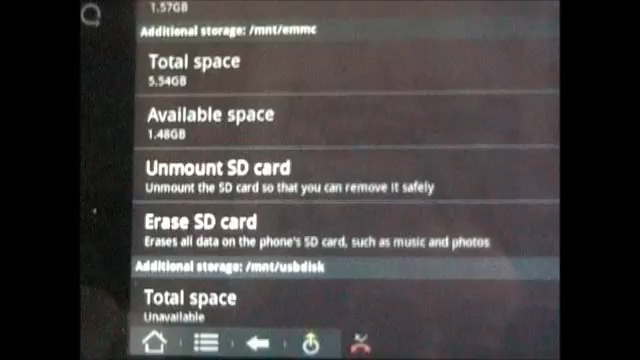 1.57GB
Additional storage: /mnt/emmc
Total space
5.54GB
Available space
1.48GB
Unmount SD card
Unmount the SD card so that you can remove it safely
Erase SD card
Erases all data on the phone's SD card, such as music and photos
Additional storage: /mnt/usbdisk
Total space
Unavailable